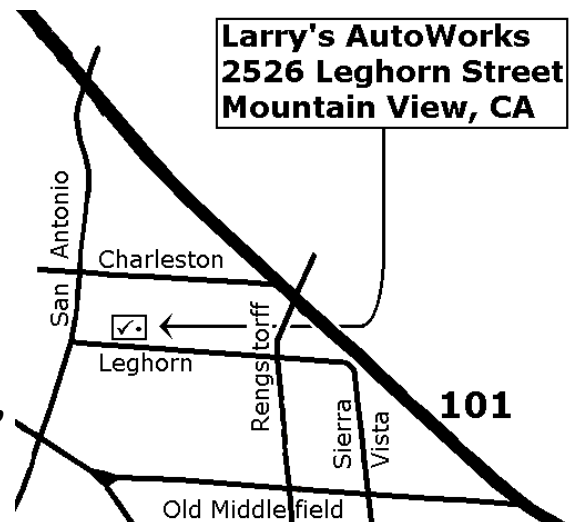 Larry's AutoWorks
2526 Leghorn Street
Mountain View, CA
San Antonio
Charleston
Leghorn
Rengstorff
101
Sierra Vista
Old Middlefield